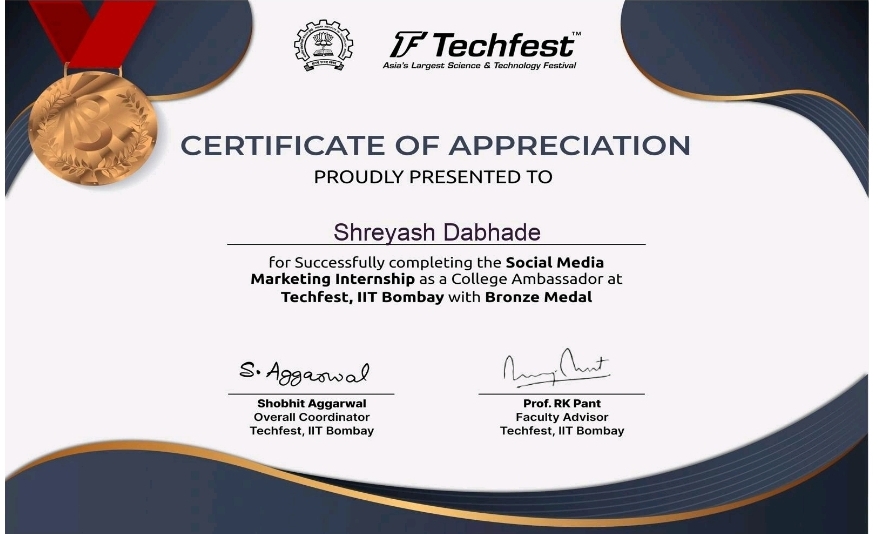 Techfest™
Asia's Largest Science & Technology Festival
3
CERTIFICATE OF APPRECIATION
PROUDLY PRESENTED TO
Shreyash Dabhade
for Successfully completing the Social Media
Marketing Internship as a College Ambassador at
Techfest, IIT Bombay with Bronze Medal
S. Aggarwal
Shobhit Aggarwal
Overall Coordinator
Techfest, IIT Bombay
Prof. RK Pant
Faculty Advisor
Techfest, IIT Bombay